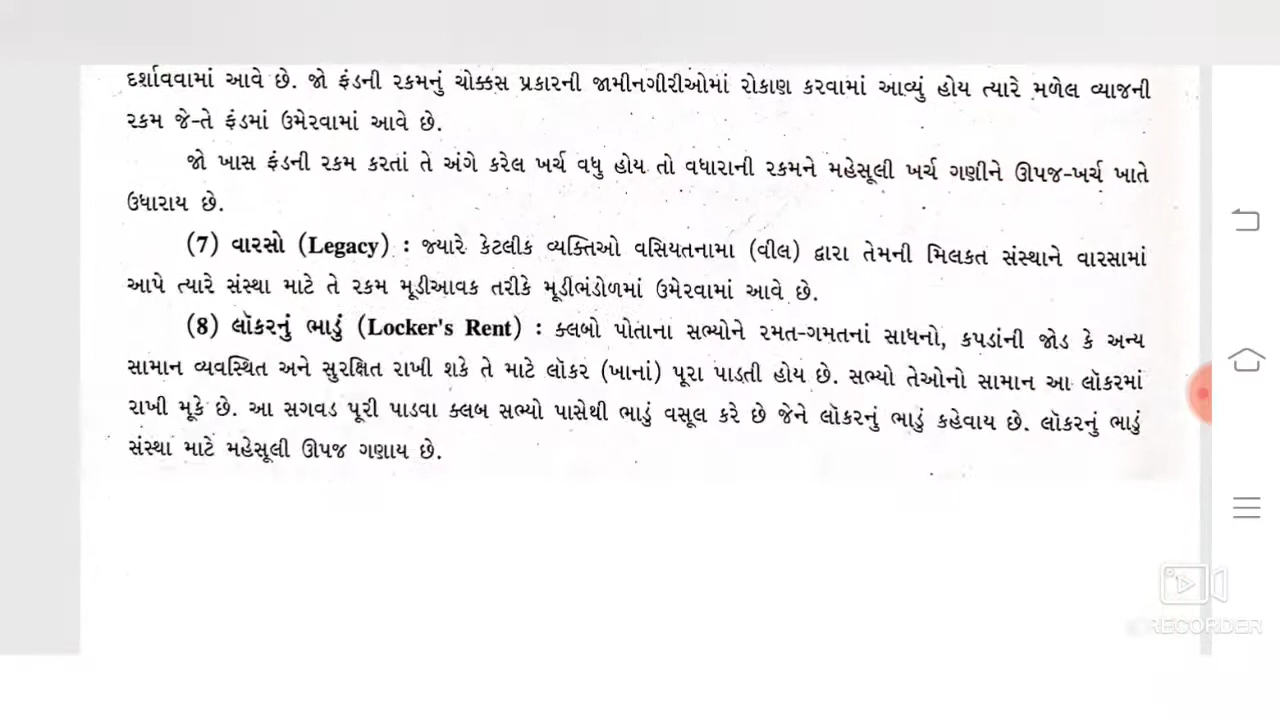 દર્શાવવામાં આવે છે. જો ફંડની રકમનું ચોક્કસ પ્રકારની જામીનગીરીઓમાં રોકાણ કરવામાં આવ્યું હોય ત્યારે મળેલ વ્યાજની
રકમ જે-તે ફંડમાં ઉમેરવામાં આવે છે.
જો ખાસ ફંડની રકમ કરતાં તે અંગે કરેલ ખર્ચ વધુ હોય તો વધારાની રકમને મહેસૂલી ખર્ચ ગણીને ઊપજ-ખર્ચ ખાતે
ઉધારાય છે.
(7) વારસો (Legacy) : જ્યારે કેટલીક વ્યક્તિઓ વસિયતનામા (વીલ) દ્વારા તેમની મિલકત સંસ્થાને વારસામાં
આપે ત્યારે સંસ્થા માટે તે રકમ મૂડીઆવક તરીકે મૂડીભંડોળમાં ઉમેરવામાં આવે છે.
(8) લૉકરનું ભાડું (Locker's Rent) : ક્લબો પોતાના સભ્યોને રમત-ગમતનાં સાધનો, કપડાંની જોડ કે અન્ય
સામાન વ્યવસ્થિત અને સુરક્ષિત રાખી શકે તે માટે લૉકર (ખાનાં) પૂરા પાડતી હોય છે. સભ્યો તેઓનો સામાન આ લૉકરમાં
રાખી મૂકે છે. આ સગવડ પૂરી પાડવા ક્લબ સભ્યો પાસેથી ભાડું વસૂલ કરે છે જેને લૉકરનું ભાડું કહેવાય છે. લૉકરનું ભાડું
સંસ્થા માટે મહેસૂલી ઊપજ ગણાય છે.
RECORDER